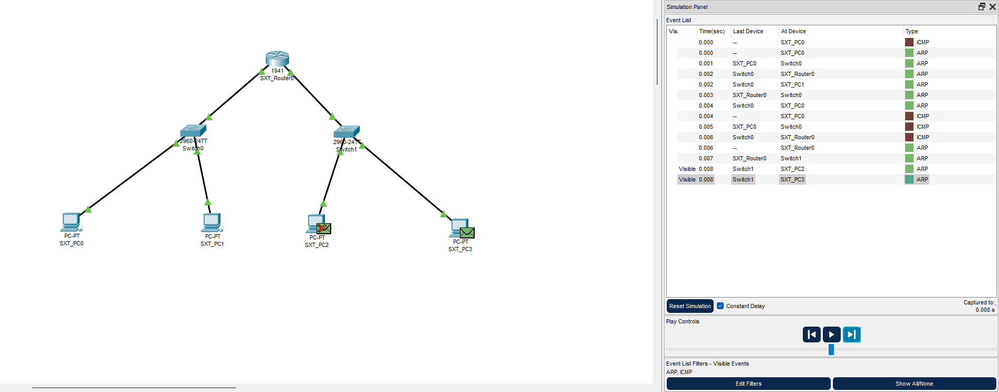 1941
SXT_Router0
2960-24TT
Switch0
2960-24TT
Switch1
PC-PT
SXT_PC0
PC-PT
SXT_PC1
PC-PT
SXT_PC2
PC-PT
SXT_PC3
Simulation Panel
Event List
Vis. Time(sec) Last Device At Device Type
0.000 -- SXT_PC0 ICMP
0.000 -- SXT_PC0 ARP
0.001 SXT_PC0 Switch0 ARP
0.002 Switch0 SXT_Router0 ARP
0.002 Switch0 SXT_PC1 ARP
0.003 SXT_Router0 Switch0 ARP
0.004 Switch0 SXT_PC0 ARP
0.004 -- SXT_PC0 ICMP
0.005 SXT_PC0 Switch0 ICMP
0.006 Switch0 SXT_Router0 ICMP
0.006 -- SXT_Router0 ARP
0.007 SXT_Router0 Switch1 ARP
Visible 0.008 Switch1 SXT_PC2 ARP
Visible 0.008 Switch1 SXT_PC3 ARP
Reset Simulation Constant Delay
Captured to:
0.008 s
Play Controls
Event List Filters - Visible Events
ARP, ICMP
Edit Filters
Show All/None